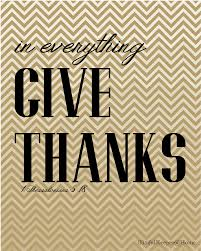 in everything
GIVE
THANKS
1 Thessalonians 5:18